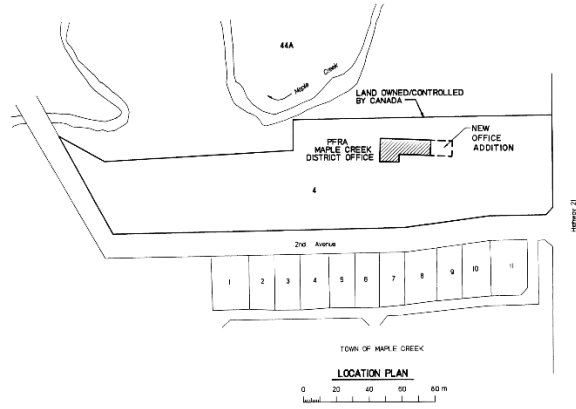 44A
Maple Creek
LAND OWNED/CONTROLLED
BY CANADA
PFRA
MAPLE CREEK
DISTRICT OFFICE
NEW
OFFICE
ADDITION
4
Highway 21
2nd Avenue
1 2 3 4 5 6 7 8 9 10 11
TOWN OF MAPLE CREEK
LOCATION PLAN
0 20 40 60 80 m